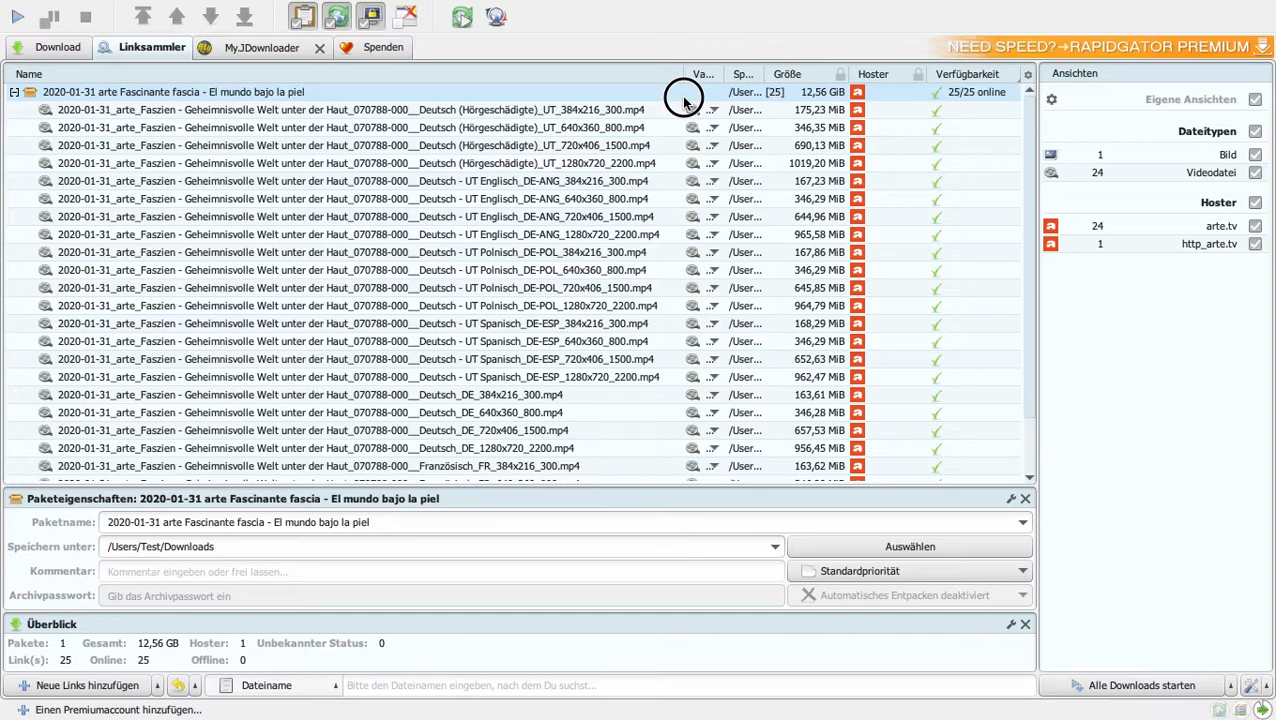 Download
Linksammler
MyJDownloader
Spenden
NEED SPEED?→RAPIDGATOR PREMIUM
Name Va... Sp... Größe Hoster Verfügbarkeit
2020-01-31 arte Fascinante fascia - El mundo bajo la piel /User... [25] 12,56 GiB 25/25 online
2020-01-31_arte_Faszien - Geheimnisvolle Welt unter der Haut_070788-000__Deutsch (Hörgeschädigte)_UT_384x216_300.mp4 175,23 MiB
2020-01-31_arte_Faszien - Geheimnisvolle Welt unter der Haut_070788-000__Deutsch (Hörgeschädigte)_UT_640x360_800.mp4 ... /User... 346,35 MiB
2020-01-31_arte_Faszien - Geheimnisvolle Welt unter der Haut_070788-000__Deutsch (Hörgeschädigte)_UT_720x406_1500.mp4 ... /User... 690,13 MiB
2020-01-31_arte_Faszien - Geheimnisvolle Welt unter der Haut_070788-000__Deutsch (Hörgeschädigte)_UT_1280x720_2200.mp4 ... /User... 1019,20 MiB
2020-01-31_arte_Faszien - Geheimnisvolle Welt unter der Haut_070788-000__Deutsch - UT Englisch_DE-ANG_384x216_300.mp4 ... /User... 167,23 MiB
2020-01-31_arte_Faszien - Geheimnisvolle Welt unter der Haut_070788-000__Deutsch - UT Englisch_DE-ANG_640x360_800.mp4 ... /User... 346,29 MiB
2020-01-31_arte_Faszien - Geheimnisvolle Welt unter der Haut_070788-000__Deutsch - UT Englisch_DE-ANG_720x406_1500.mp4 ... /User... 644,96 MiB
2020-01-31_arte_Faszien - Geheimnisvolle Welt unter der Haut_070788-000__Deutsch - UT Englisch_DE-ANG_1280x720_2200.mp4 ... /User... 965,58 MiB
2020-01-31_arte_Faszien - Geheimnisvolle Welt unter der Haut_070788-000__Deutsch - UT Polnisch_DE-POL_384x216_300.mp4 ... /User... 167,86 MiB
2020-01-31_arte_Faszien - Geheimnisvolle Welt unter der Haut_070788-000__Deutsch - UT Polnisch_DE-POL_640x360_800.mp4 ... /User... 346,29 MiB
2020-01-31_arte_Faszien - Geheimnisvolle Welt unter der Haut_070788-000__Deutsch - UT Polnisch_DE-POL_720x406_1500.mp4 ... /User... 645,85 MiB
2020-01-31_arte_Faszien - Geheimnisvolle Welt unter der Haut_070788-000__Deutsch - UT Polnisch_DE-POL_1280x720_2200.mp4 ... /User... 964,79 MiB
2020-01-31_arte_Faszien - Geheimnisvolle Welt unter der Haut_070788-000__Deutsch - UT Spanisch_DE-ESP_384x216_300.mp4 ... /User... 168,29 MiB
2020-01-31_arte_Faszien - Geheimnisvolle Welt unter der Haut_070788-000__Deutsch - UT Spanisch_DE-ESP_640x360_800.mp4 ... /User... 346,29 MiB
2020-01-31_arte_Faszien - Geheimnisvolle Welt unter der Haut_070788-000__Deutsch - UT Spanisch_DE-ESP_720x406_1500.mp4 ... /User... 652,63 MiB
2020-01-31_arte_Faszien - Geheimnisvolle Welt unter der Haut_070788-000__Deutsch - UT Spanisch_DE-ESP_1280x720_2200.mp4 ... /User... 962,47 MiB
2020-01-31_arte_Faszien - Geheimnisvolle Welt unter der Haut_070788-000__Deutsch_DE_384x216_300.mp4 ... /User... 163,61 MiB
2020-01-31_arte_Faszien - Geheimnisvolle Welt unter der Haut_070788-000__Deutsch_DE_640x360_800.mp4 ... /User... 346,28 MiB
2020-01-31_arte_Faszien - Geheimnisvolle Welt unter der Haut_070788-000__Deutsch_DE_720x406_1500.mp4 ... /User... 657,53 MiB
2020-01-31_arte_Faszien - Geheimnisvolle Welt unter der Haut_070788-000__Deutsch_DE_1280x720_2200.mp4 ... /User... 956,45 MiB
2020-01-31_arte_Faszien - Geheimnisvolle Welt unter der Haut_070788-000__Französisch_FR_384x216_300.mp4 ... /User... 163,62 MiB
Ansichten
Eigene Ansichten
Dateitypen
1 Bild
24 Videodatei
Hoster
24 arte.tv
1 http_arte.tv
Paketeigenschaften: 2020-01-31 arte Fascinante fascia - El mundo bajo la piel
Paketname: 2020-01-31 arte Fascinante fascia - El mundo bajo la piel
Speichern unter: /Users/Test/Downloads Auswählen
Kommentar: Kommentar eingeben oder frei lassen... Standardpriorität
Archivpasswort: Gib das Archivpasswort ein Automatisches Entpacken deaktiviert
Überblick
Pakete: 1 Gesamt: 12,56 GB Hoster: 1 Unbekannter Status: 0
Link(s): 25 Online: 25 Offline: 0
Neue Links hinzufügen Dateiname Bitte den Dateinamen eingeben, nach dem Du suchst... Alle Downloads starten
Einen Premiumaccount hinzufügen...